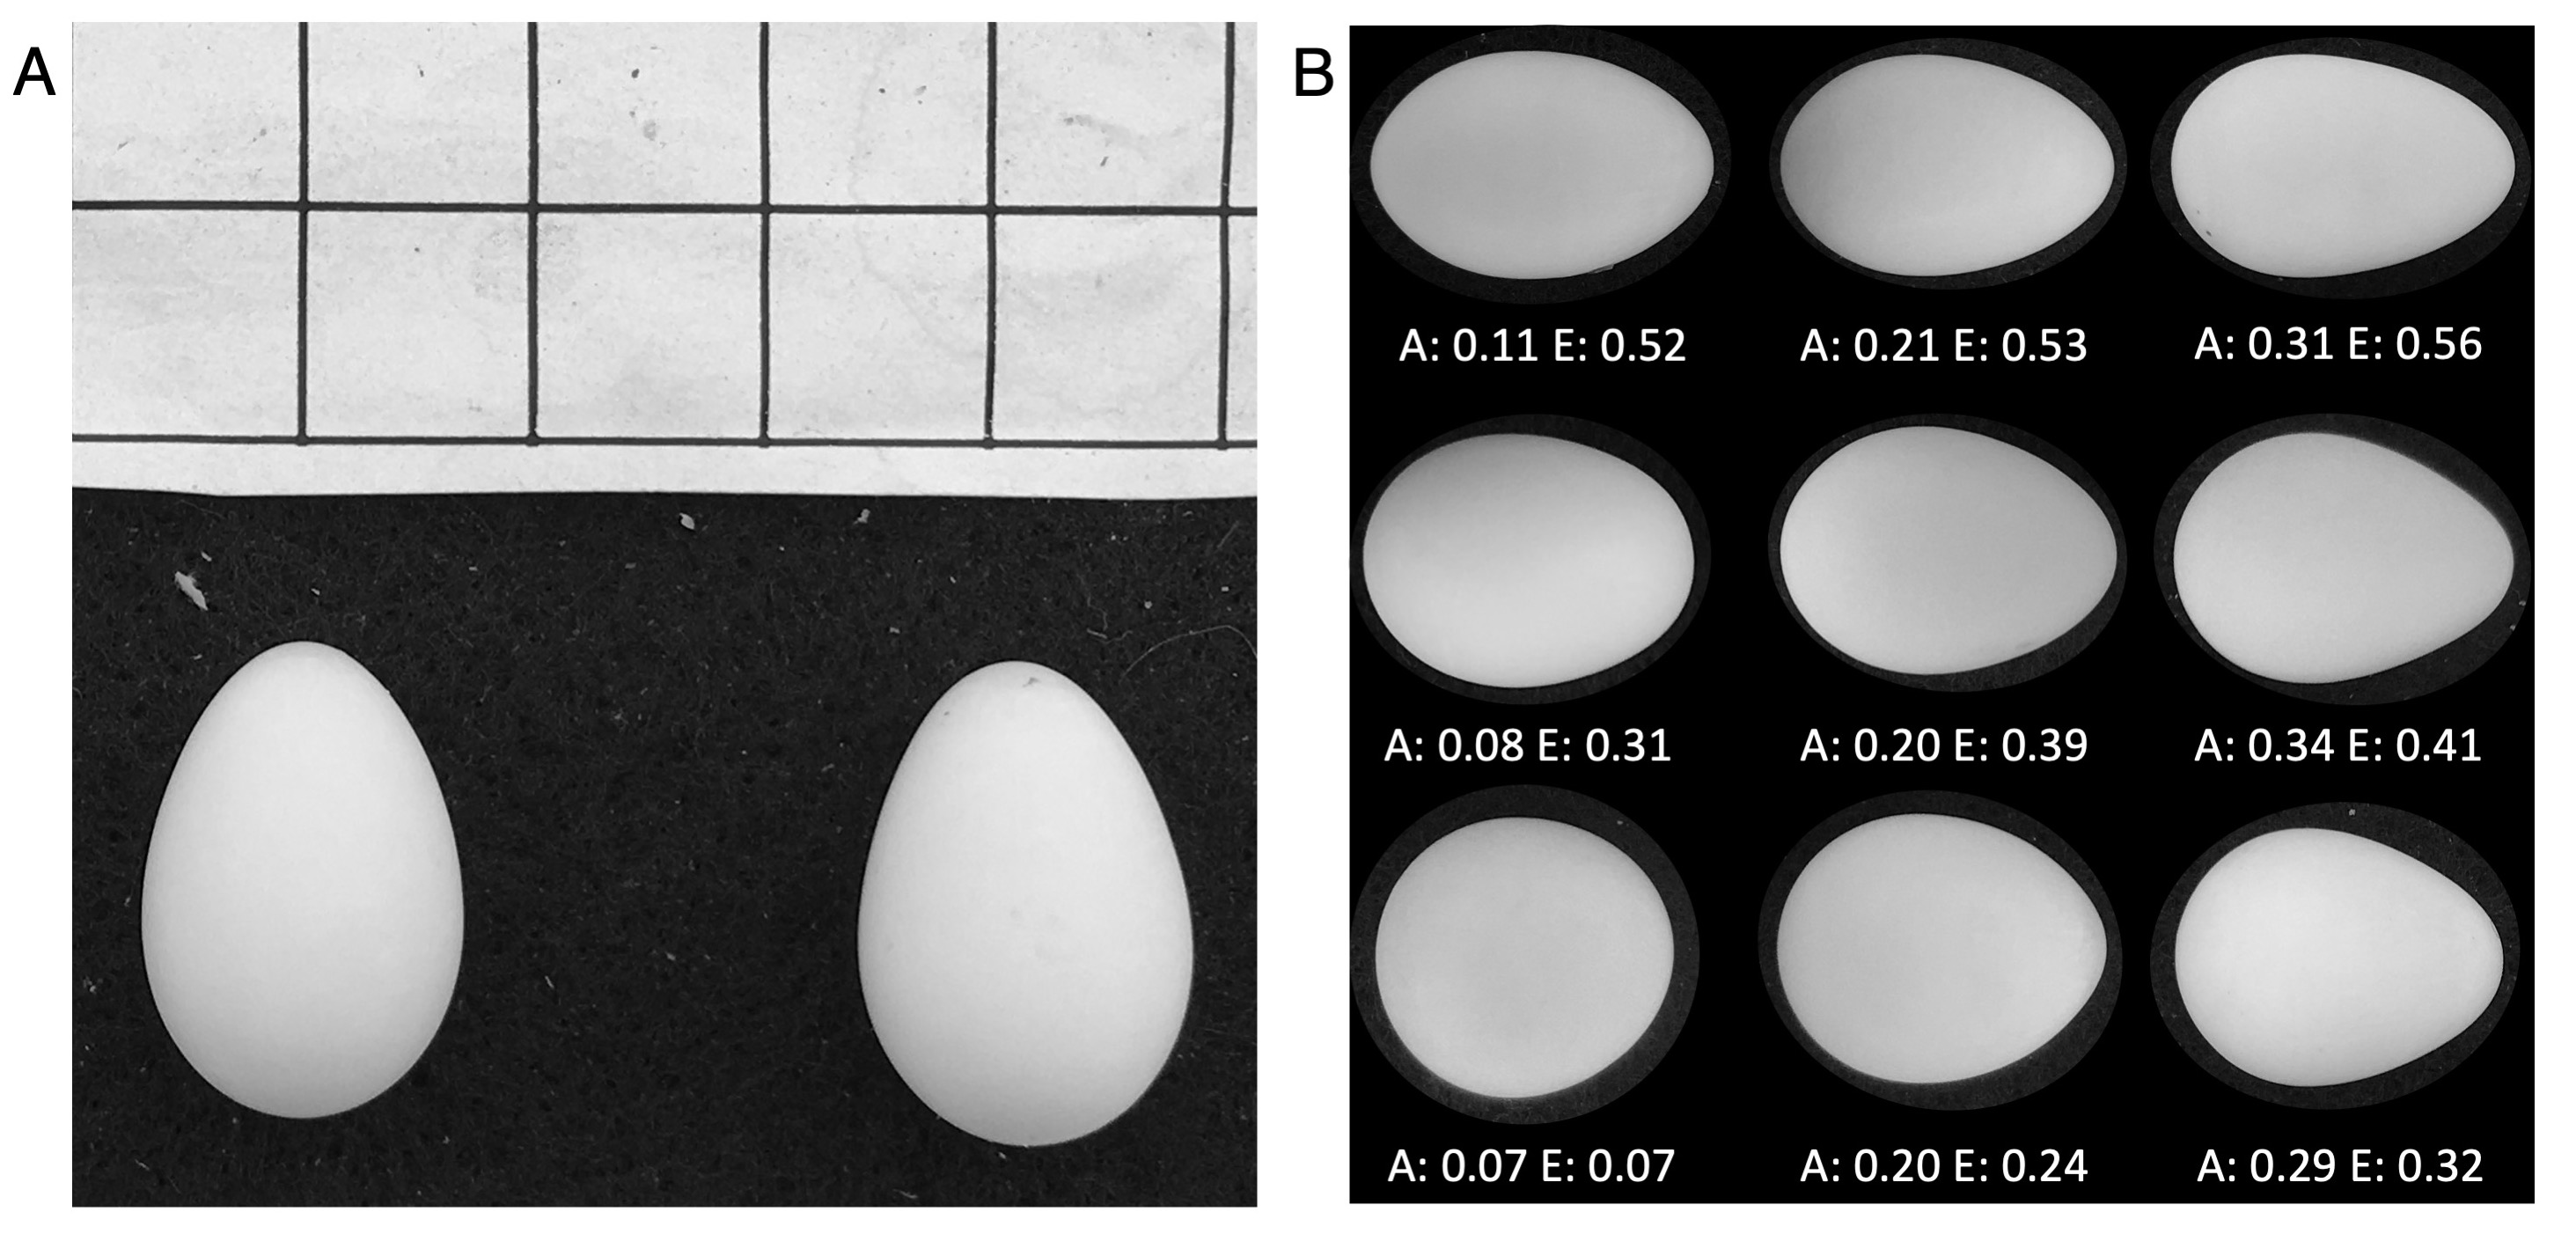 A
B
A: 0.11 E: 0.52
A: 0.21 E: 0.53
A: 0.31 E: 0.56
A: 0.08 E: 0.31
A: 0.20 E: 0.39
A: 0.34 E: 0.41
A: 0.07 E: 0.07
A: 0.20 E: 0.24
A: 0.29 E: 0.32